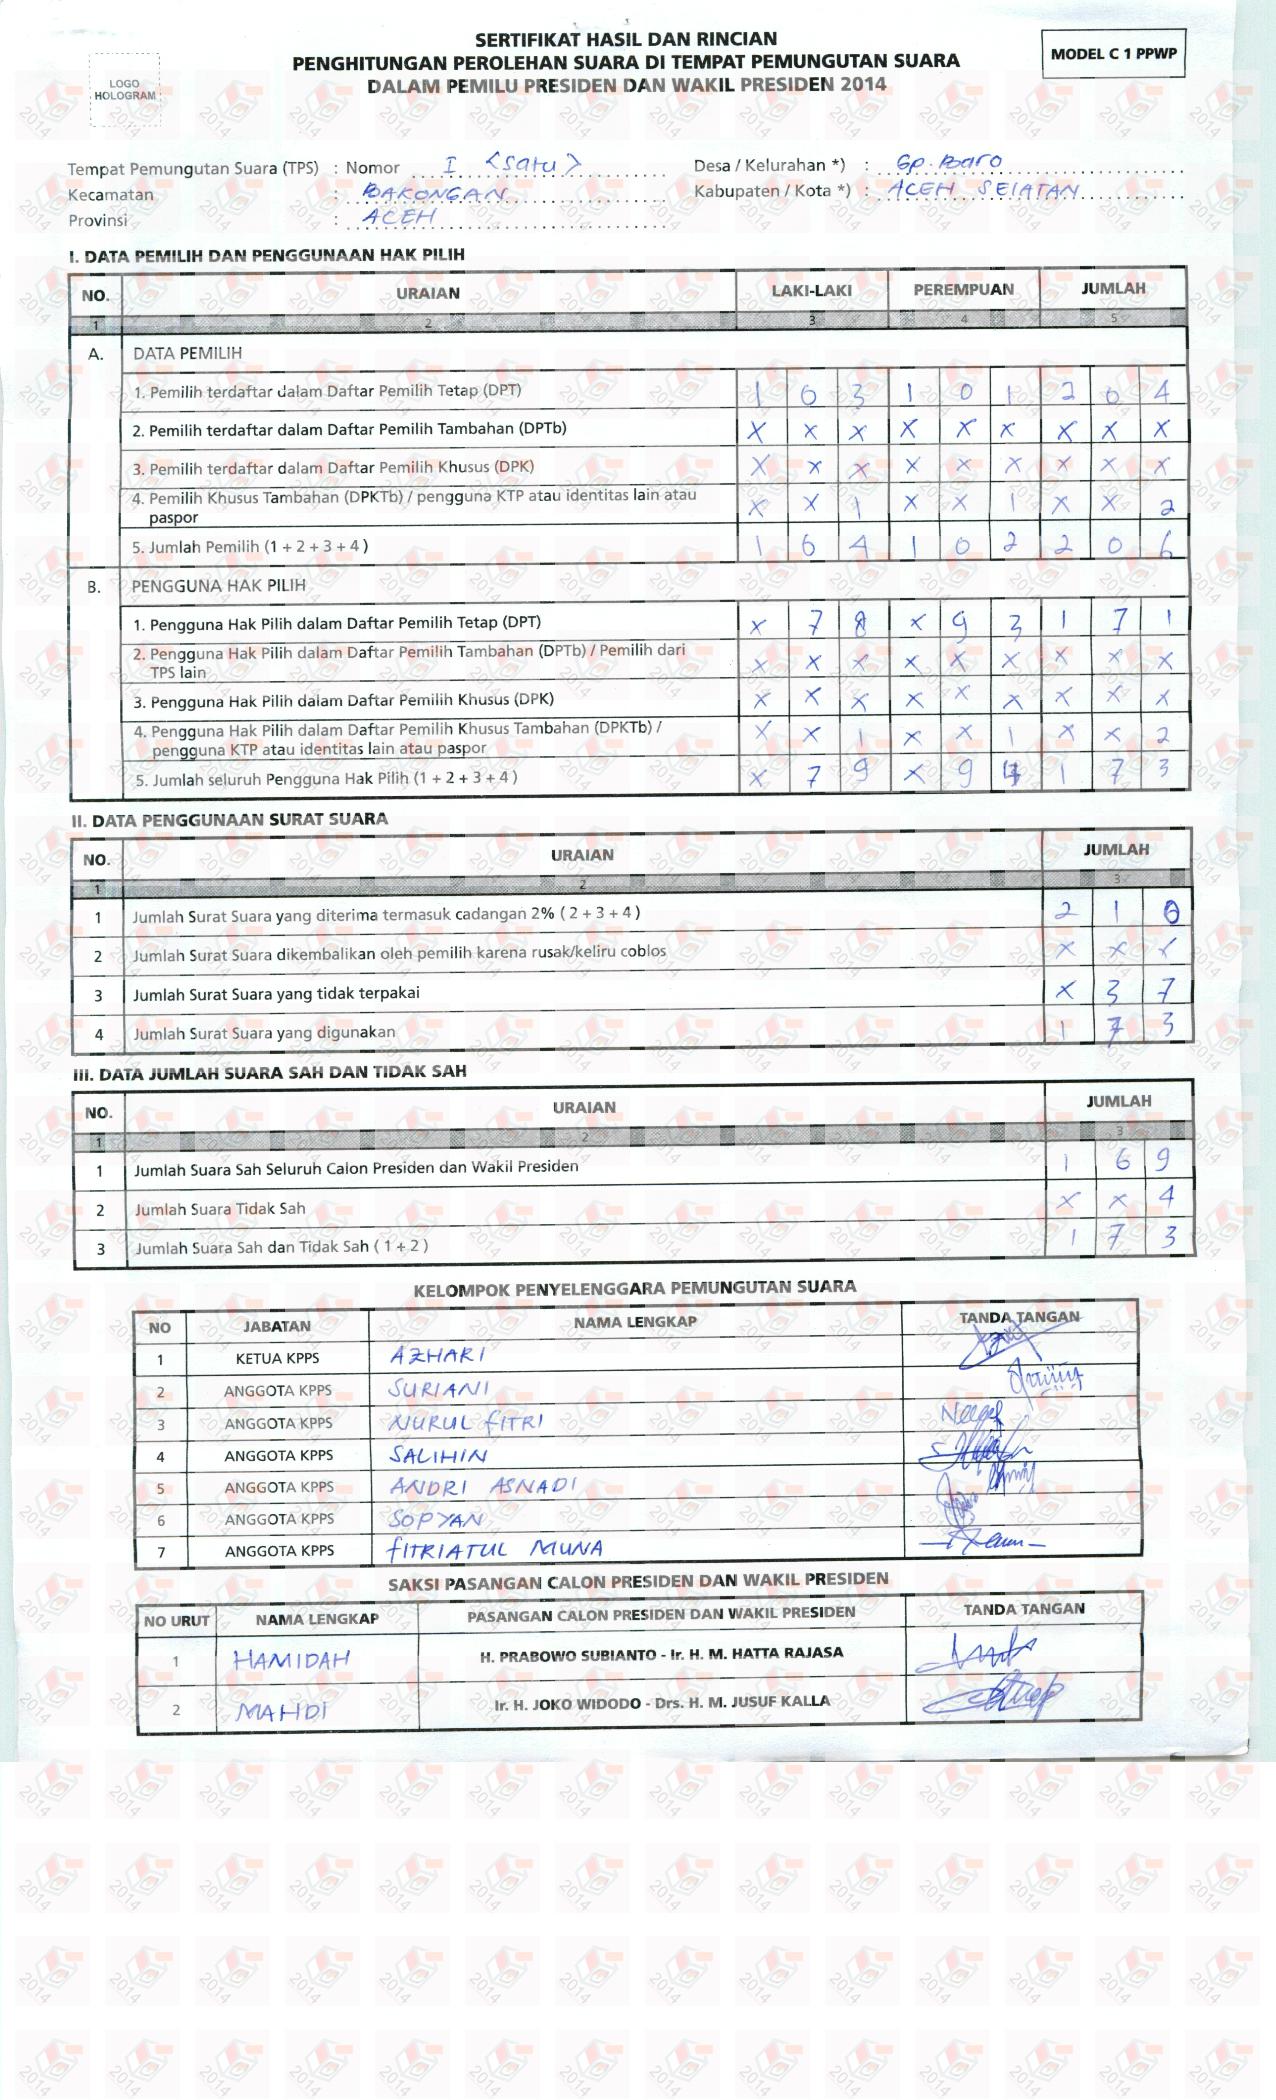 SERTIFIKAT HASIL DAN RINCIAN
PENGHITUNGAN PEROLEHAN SUARA DI TEMPAT PEMUNGUTAN SUARA
DALAM PEMILU PRESIDEN DAN WAKIL PRESIDEN 2014
MODEL C 1 PPWP
LOGO
HOLOGRAM
Tempat Pemungutan Suara (TPS) : Nomor I <Satu> Desa / Kelurahan *) : Gp. Baro
Kecamatan : BAKONGAN Kabupaten / Kota *) : ACEH SELATAN
Provinsi : ACEH
I. DATA PEMILIH DAN PENGGUNAAN HAK PILIH
NO. URAIAN LAKI-LAKI PEREMPUAN JUMLAH
1 2 3 4 5
A. DATA PEMILIH
1. Pemilih terdaftar dalam Daftar Pemilih Tetap (DPT) 1 0 3 1 0 1 2 0 4
2. Pemilih terdaftar dalam Daftar Pemilih Tambahan (DPTb) X X X X X X X X X
3. Pemilih terdaftar dalam Daftar Pemilih Khusus (DPK) X X X X X X X X X
4. Pemilih Khusus Tambahan (DPKTb) / pengguna KTP atau identitas lain atau
paspor X X 1 X X 1 X X 2
5. Jumlah Pemilih (1 + 2 + 3 + 4 ) 1 0 4 1 0 2 2 0 6
B. PENGGUNA HAK PILIH
1. Pengguna Hak Pilih dalam Daftar Pemilih Tetap (DPT) X 7 8 X 9 3 1 7 1
2. Pengguna Hak Pilih dalam Daftar Pemilih Tambahan (DPTb) / Pemilih dari
TPS lain X X X X X X X X X
3. Pengguna Hak Pilih dalam Daftar Pemilih Khusus (DPK) X X X X X X X X X
4. Pengguna Hak Pilih dalam Daftar Pemilih Khusus Tambahan (DPKTb) /
pengguna KTP atau identitas lain atau paspor X X 1 X X 1 X X 2
5. Jumlah seluruh Pengguna Hak Pilih (1 + 2 + 3 + 4 ) X 7 9 X 9 4 1 7 3
II. DATA PENGGUNAAN SURAT SUARA
NO. URAIAN JUMLAH
1 2 3
1 Jumlah Surat Suara yang diterima termasuk cadangan 2% ( 2 + 3 + 4 ) 2 1 0
2 Jumlah Surat Suara dikembalikan oleh pemilih karena rusak/keliru coblos X X X
3 Jumlah Surat Suara yang tidak terpakai X 3 7
4 Jumlah Surat Suara yang digunakan 1 7 3
III. DATA JUMLAH SUARA SAH DAN TIDAK SAH
NO. URAIAN JUMLAH
1 2 3
1 Jumlah Suara Sah Seluruh Calon Presiden dan Wakil Presiden 1 6 9
2 Jumlah Suara Tidak Sah X X 4
3 Jumlah Suara Sah dan Tidak Sah ( 1 + 2 ) 1 7 3
KELOMPOK PENYELENGGARA PEMUNGUTAN SUARA
NO JABATAN NAMA LENGKAP TANDA TANGAN
1 KETUA KPPS AZHARI
2 ANGGOTA KPPS SURIANI
3 ANGGOTA KPPS NURUL FITRI
4 ANGGOTA KPPS SALIHIN
5 ANGGOTA KPPS ANDRI ASNADI
6 ANGGOTA KPPS SOPYAN
7 ANGGOTA KPPS FITRIATUL MUNA
SAKSI PASANGAN CALON PRESIDEN DAN WAKIL PRESIDEN
NO URUT NAMA LENGKAP PASANGAN CALON PRESIDEN DAN WAKIL PRESIDEN TANDA TANGAN
1 HAMIDAH H. PRABOWO SUBIANTO - Ir. H. M. HATTA RAJASA
2 MAHDI Ir. H. JOKO WIDODO - Drs. H. M. JUSUF KALLA